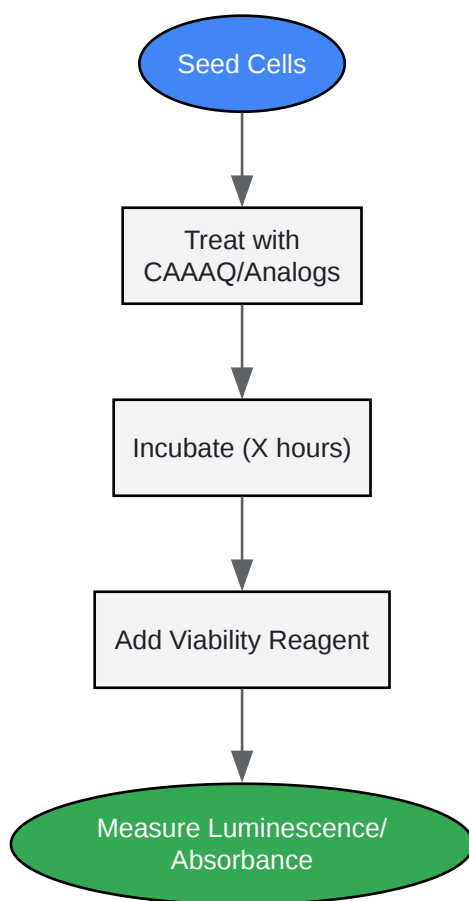 Seed Cells
Treat with
CAAAQ/Analogs
Incubate (X hours)
Add Viability Reagent
Measure Luminescence/
Absorbance